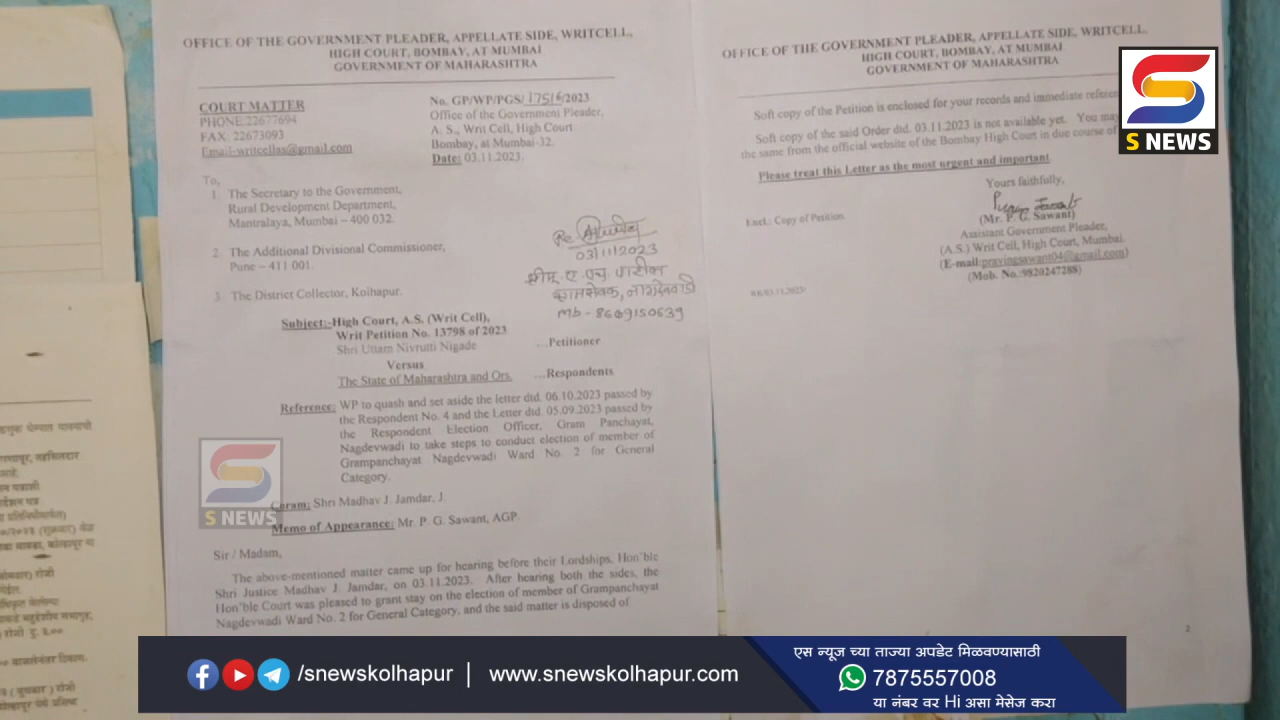 OFFICE OF THE GOVERNMENT PLEADER, APPELLATE SIDE, WRITCELL,
HIGH COURT, BOMBAY, AT MUMBAI
GOVERNMENT OF MAHARASHTRA
COURT MATTER
PHONE.22677694
FAX. 22673093
Email-writcellas@gmail.com
No. GP/WP/PGS/17516/2023
Office of the Government Pleader,
A. S., Writ Cell, High Court
Bombay, at Mumbai-32.
Date: 03.11.2023.
To,
1. The Secretary to the Government,
Rural Development Department,
Mantralaya, Mumbai – 400 032.
2. The Additional Divisional Commissioner,
Pune – 411 001.
3. The District Collector, Kolhapur.
03/11/2023
श्रीम. ए. एच. पाटील
ग्रामसेवक, नागदेववाडी
Mb - 8669150639
Subject:-High Court, A.S. (Writ Cell),
Writ Petition No. 13798 of 2023
Shri Uttam Nivrutti Nigade ...Petitioner
Versus
The State of Maharashtra and Ors. ...Respondents
Reference: WP to quash and set aside the letter dtd. 06.10.2023 passed by
the Respondent No. 4 and the Letter dtd. 05.09.2023 passed by
the Respondent Election Officer, Gram Panchayat,
Nagdevwadi to take steps to conduct election of member of
Grampanchayat Nagdevwadi Ward No. 2 for General
Category.
Coram: Shri Madhav J. Jamdar, J.
Memo of Appearance: Mr. P. G. Sawant, AGP.
Sir / Madam,
The above-mentioned matter came up for hearing before their Lordships, Hon'ble
Shri Justice Madhav J. Jamdar, on 03.11.2023. After hearing both the sides, the
Hon'ble Court was pleased to grant stay on the election of member of Grampanchayat
Nagdevwadi Ward No. 2 for General Category, and the said matter is disposed of
OFFICE OF THE GOVERNMENT PLEADER, APPELLATE SIDE, WRITCELL,
HIGH COURT, BOMBAY, AT MUMBAI
GOVERNMENT OF MAHARASHTRA
Soft copy of the Petition is enclosed for your records and immediate
Soft copy of the said Order dtd. 03.11.2023 is not available yet. You may
the same from the official website of the Bombay High Court in due course of
Please treat this Letter as the most urgent and important.
Yours faithfully,
(Mr. P. G. Sawant)
Assistant Government Pleader,
(A.S.) Writ Cell, High Court, Mumbai.
(E-mail:pravingsawant04@gmail.com)
(Mob. No.:9820247288)
Encl.: Copy of Petition.
KK/03.11.2023/
2
S NEWS
S NEWS
/snewskolhapur | www.snewskolhapur.com
एस न्यूज च्या ताज्या अपडेट मिळवण्यासाठी
7875557008
या नंबर वर Hi असा मेसेज करा